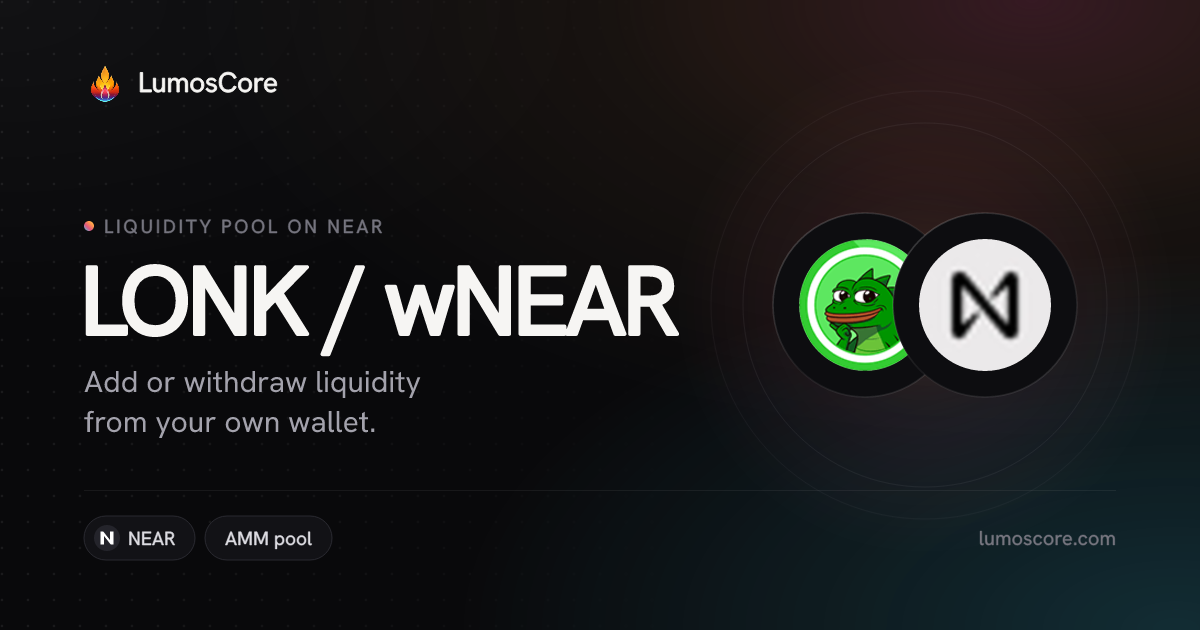 LumosCore
LIQUIDITY POOL ON NEAR
LONK / wNEAR
Add or withdraw liquidity
from your own wallet.
NEAR
AMM pool
lumoscore.com